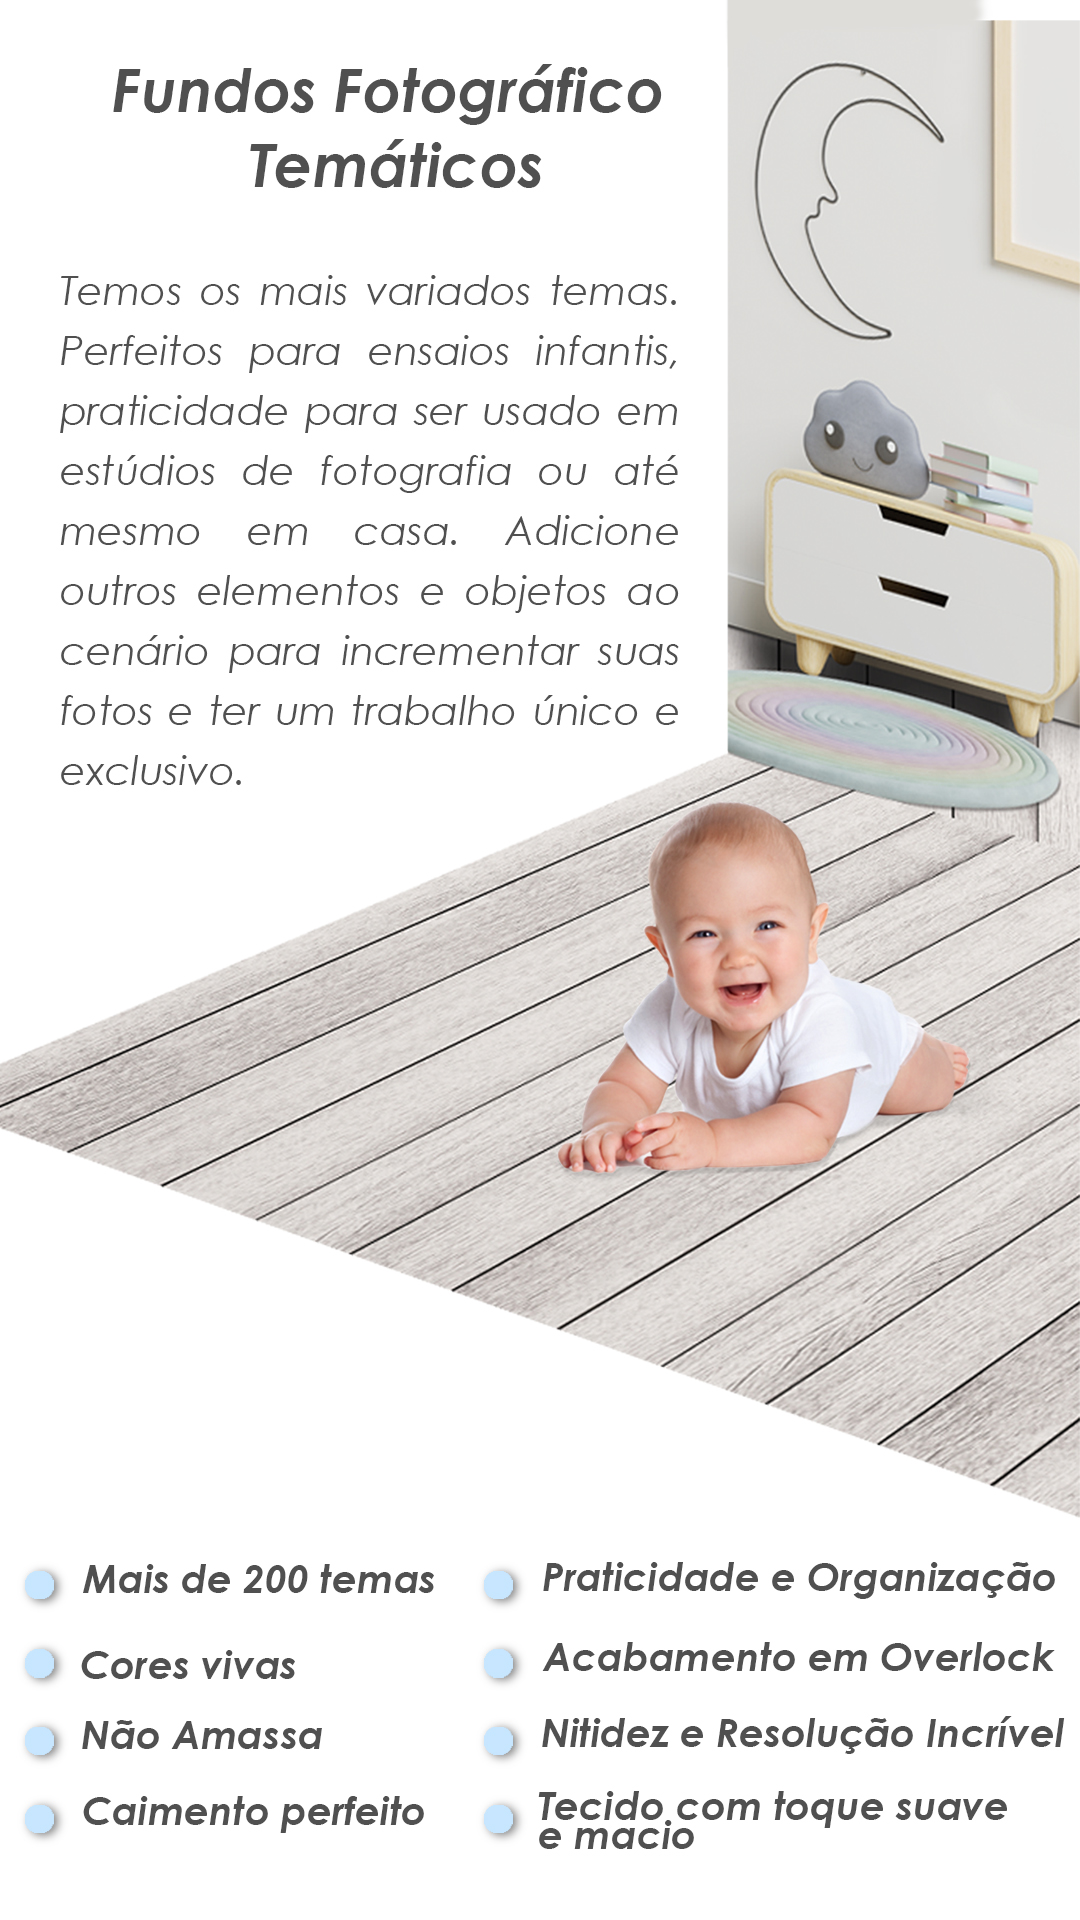 Fundos Fotográfico
Temáticos
Temos os mais variados temas.
Perfeitos para ensaios infantis,
praticidade para ser usado em
estúdios de fotografia ou até
mesmo em casa. Adicione
outros elementos e objetos ao
cenário para incrementar suas
fotos e ter um trabalho único e
exclusivo.
Mais de 200 temas
Cores vivas
Não Amassa
Caimento perfeito
Praticidade e Organização
Acabamento em Overlock
Nitidez e Resolução Incrível
Tecido com toque suave
e macio